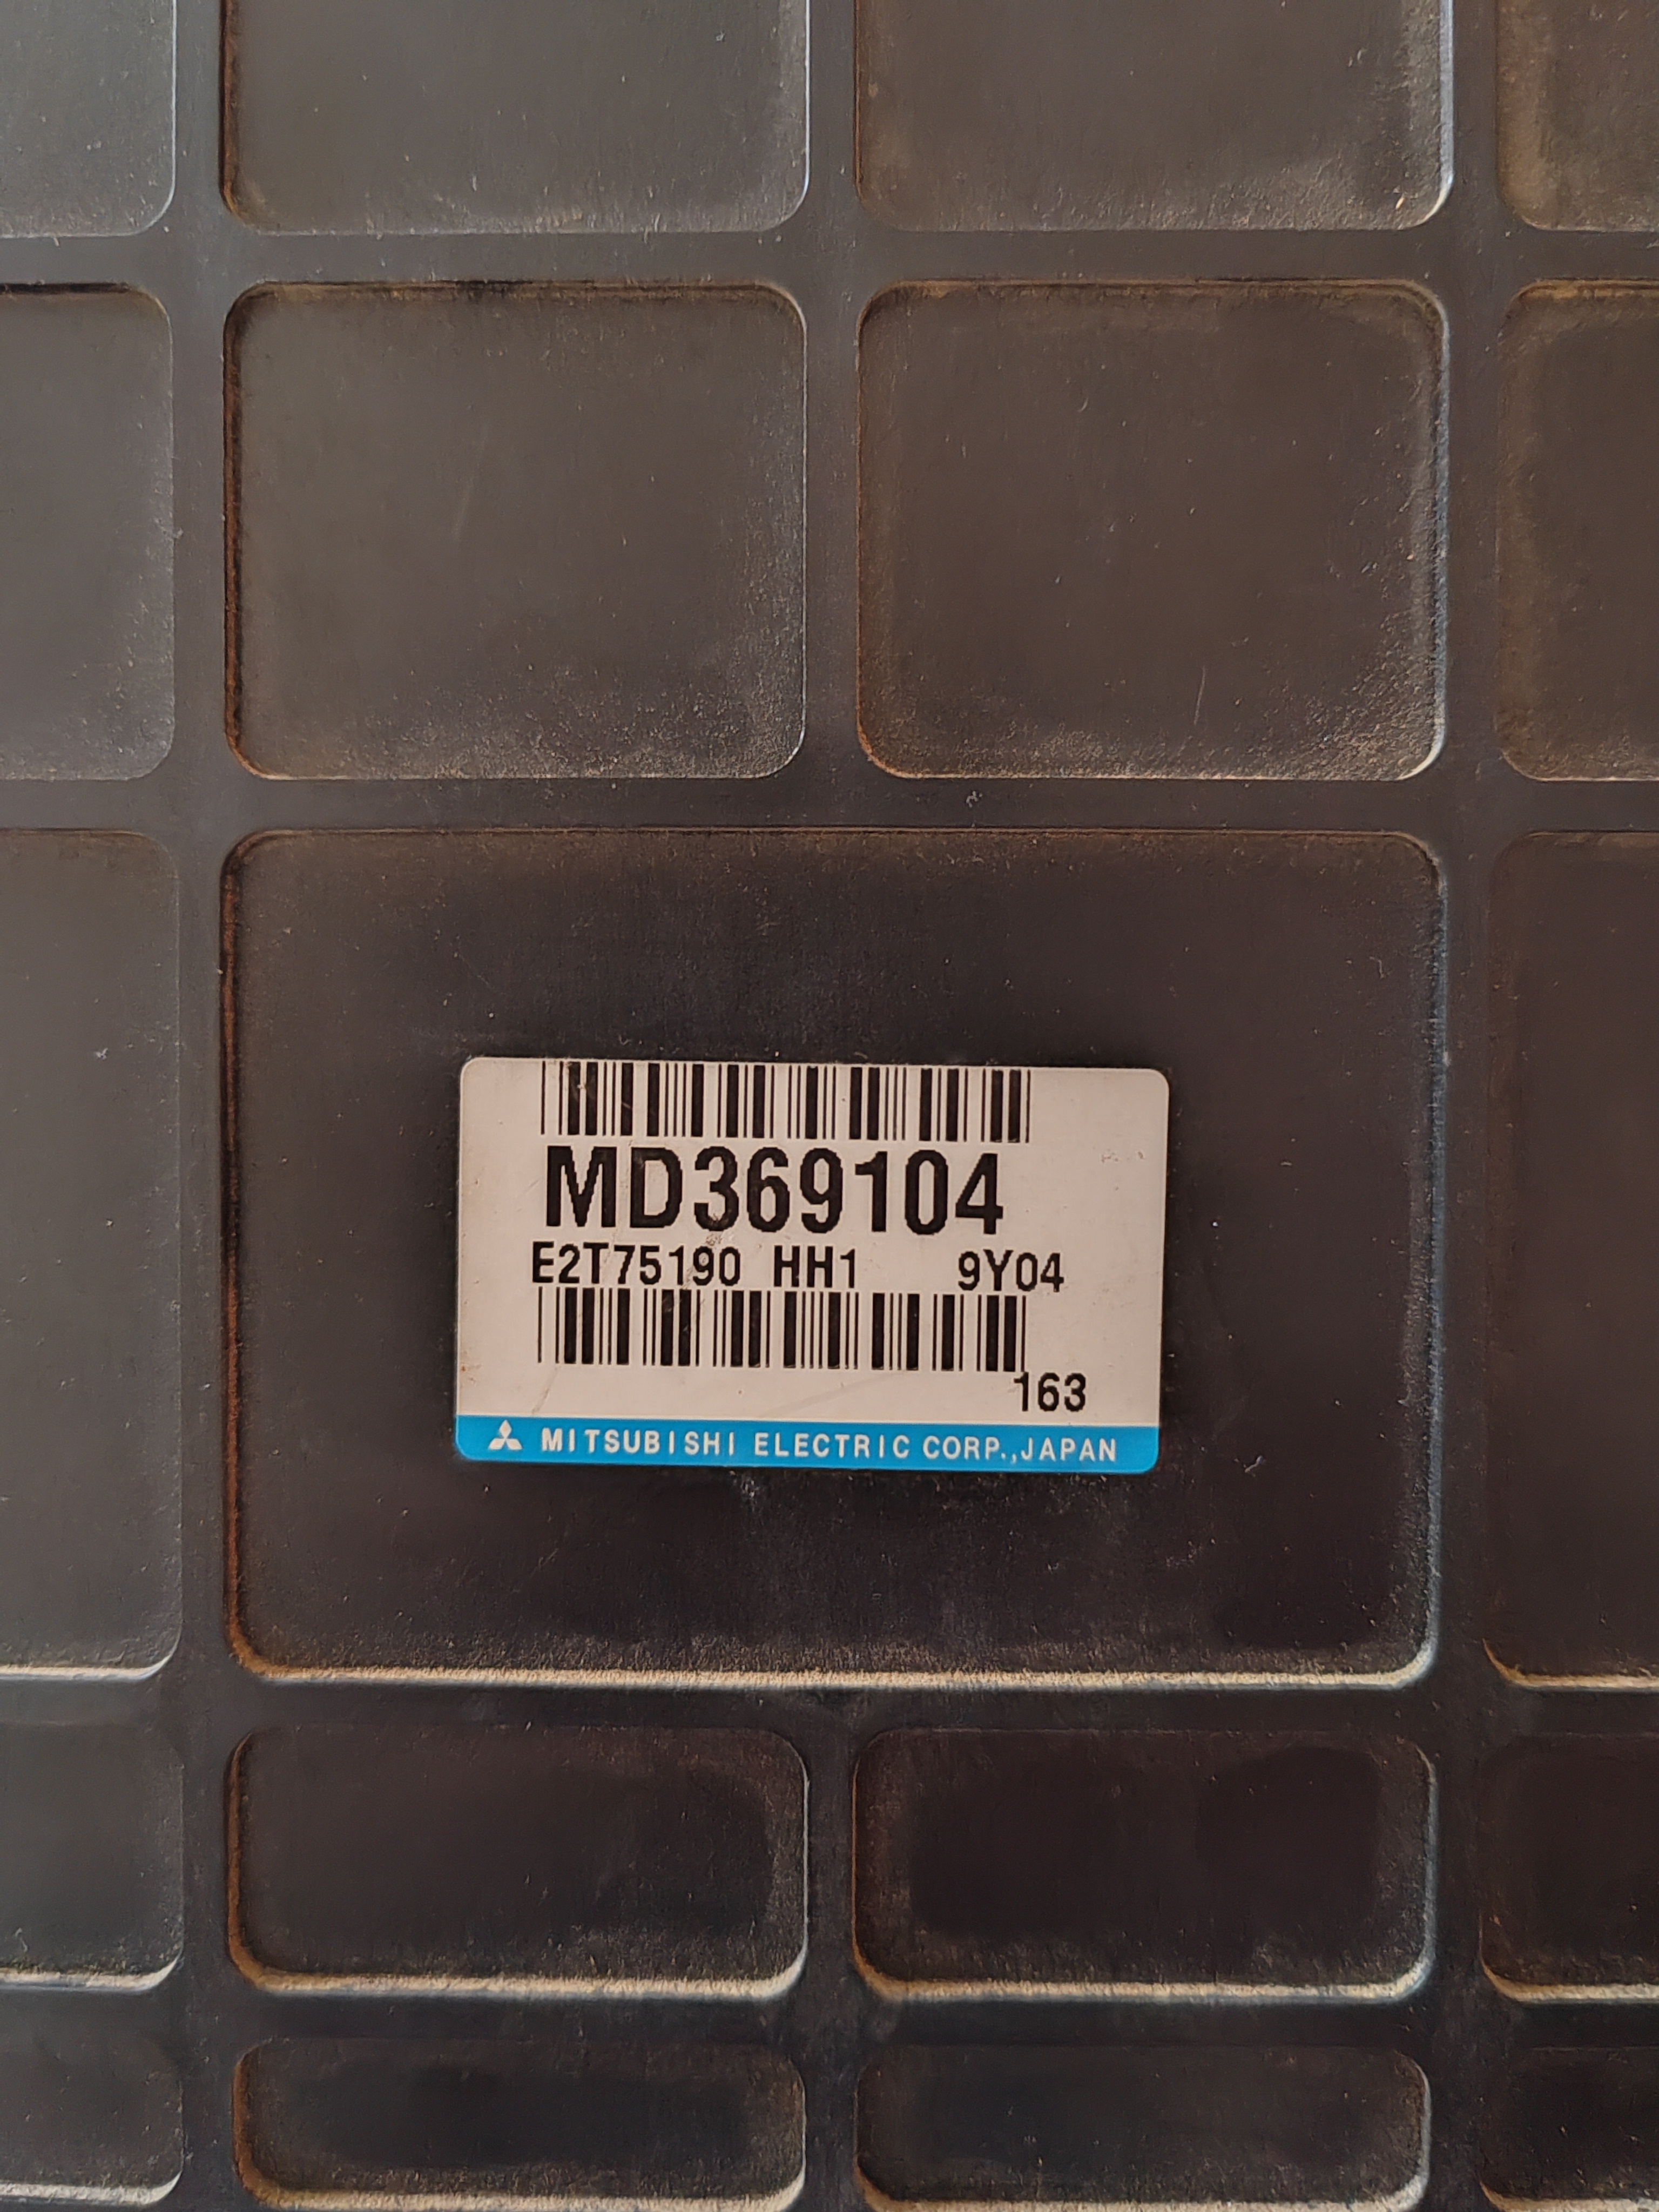 MD369104
E2T75190 HH1 9Y04
163
MITSUBISHI ELECTRIC CORP.,JAPAN